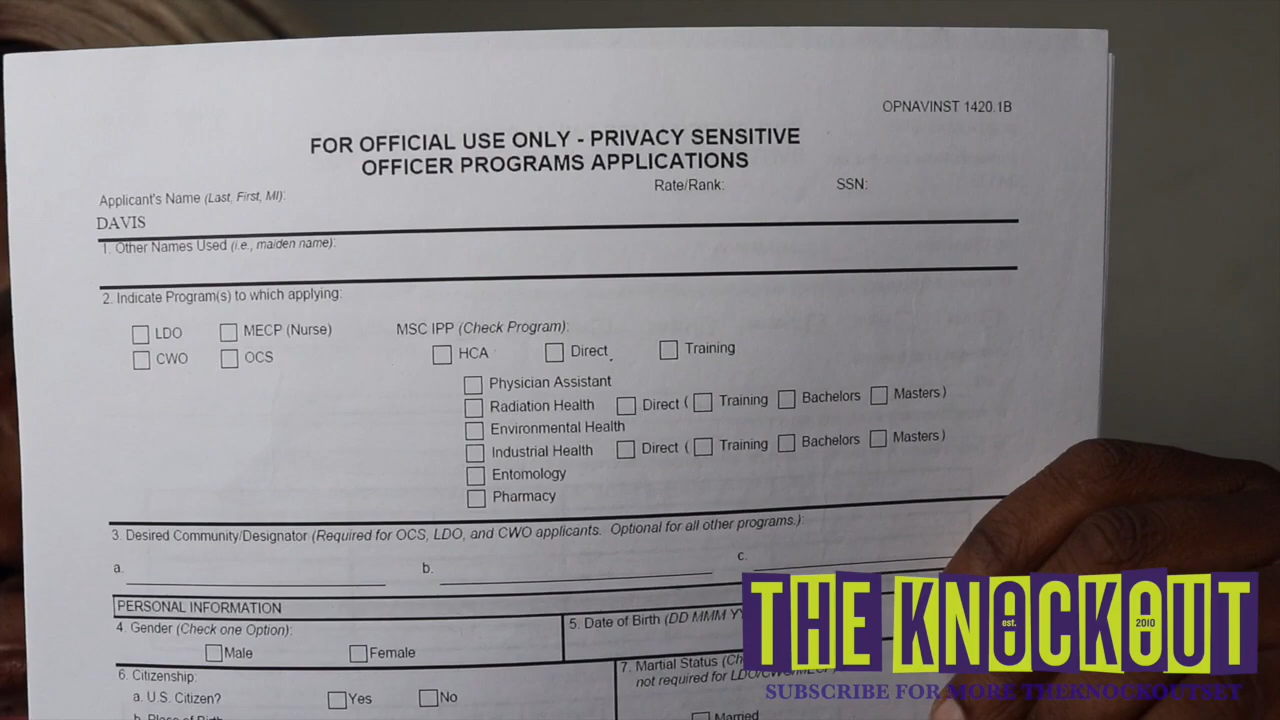 OPNAVINST 1420.1B
FOR OFFICIAL USE ONLY - PRIVACY SENSITIVE
OFFICER PROGRAMS APPLICATIONS
Applicant's Name (Last, First, MI): Rate/Rank: SSN:
DAVIS
1. Other Names Used (i.e., maiden name):
2. Indicate Program(s) to which applying:
LDO MECP (Nurse) MSC IPP (Check Program):
CWO OCS HCA Direct Training
Physician Assistant
Radiation Health Direct ( Training Bachelors Masters )
Environmental Health
Industrial Health Direct ( Training Bachelors Masters )
Entomology
Pharmacy
3. Desired Community/Designator (Required for OCS, LDO, and CWO applicants. Optional for all other programs.):
a. b. c.
PERSONAL INFORMATION
4. Gender (Check one Option): 5. Date of Birth (DD MMM YY
Male Female
6. Citizenship: 7. Martial Status (Ch
a. U.S. Citizen? Yes No not required for LDO/CWO/MECP)
b. Place of Birth Married
THE KNOCKOUT
est. 2010
SUBSCRIBE FOR MORE THEKNOCKOUTSET